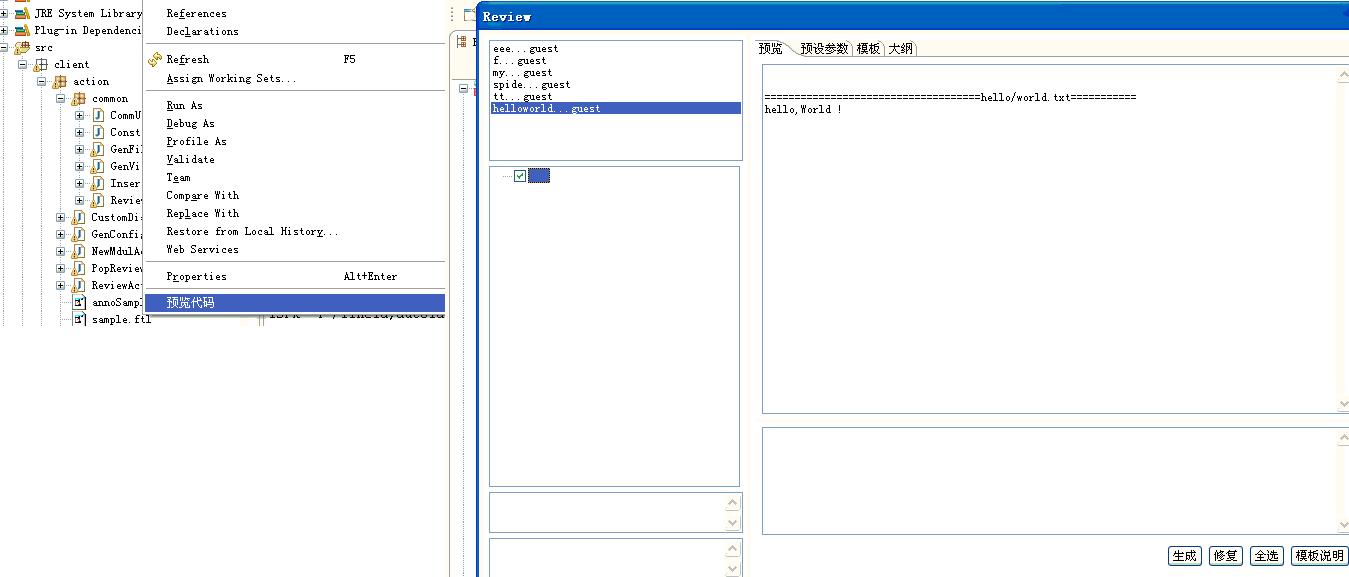 JRE System Library
Plug-in Dependenci
src
client
action
common
CommU
Const
GenFi
GenVi
Inser
Revie
CustomDi
GenConfi
NewMdulA
PopReview
ReviewAc
annoSampl
sample.ftl
References
Declarations
Refresh F5
Assign Working Sets...
Run As
Debug As
Profile As
Validate
Team
Compare With
Replace With
Restore from Local History...
Web Services
Properties Alt+Enter
预览代码
Review
eee...guest
f...guest
my...guest
spide...guest
tt...guest
helloworld...guest
预览 预设参数 模板 大纲
====================================hello/world.txt===========
hello,World !
生成 修复 全选 模板说明